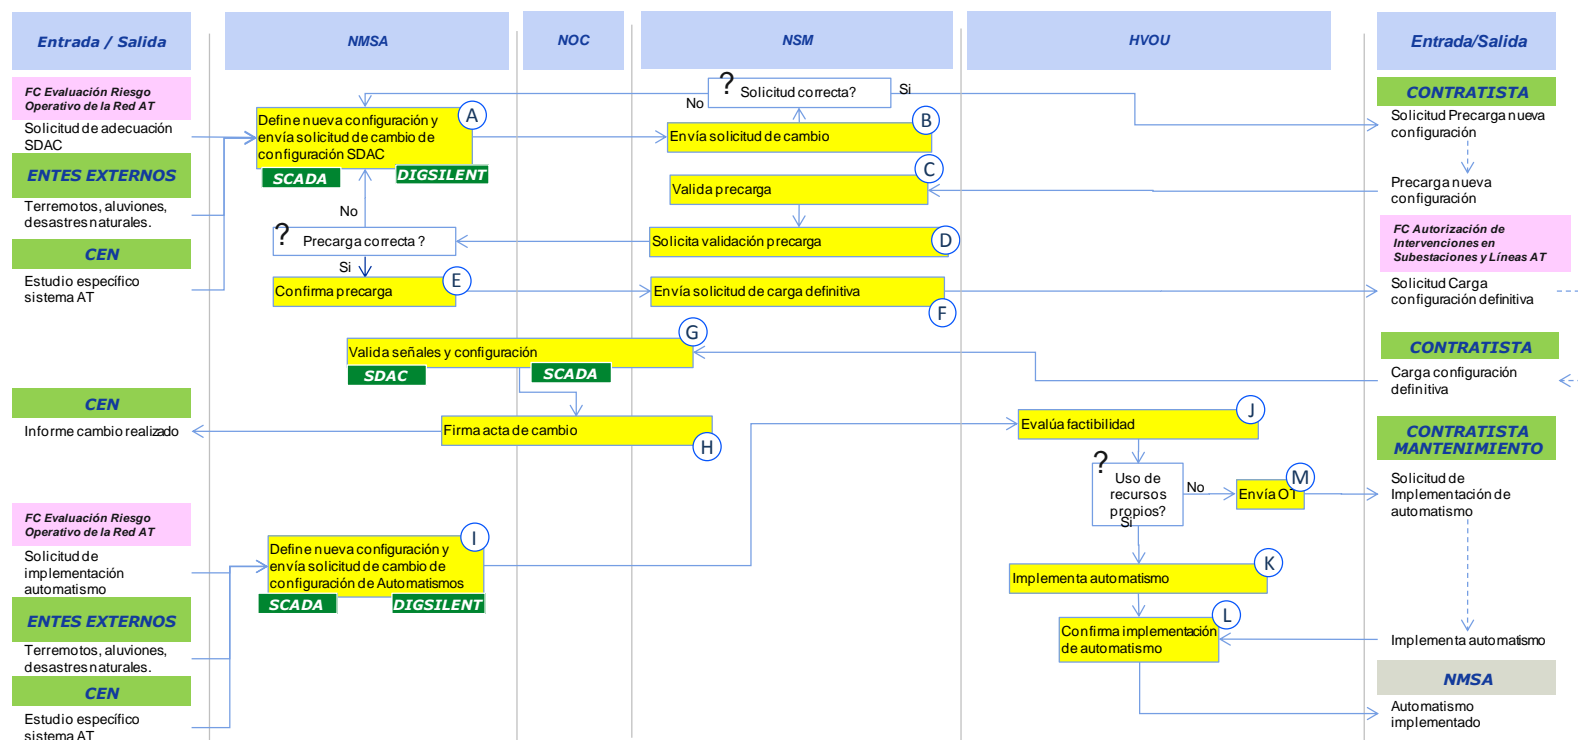 Entrada / Salida
NMSA
NOC
NSM
HVOU
Entrada/Salida
FC Evaluación Riesgo
Operativo de la Red AT
Solicitud de adecuación
SDAC
ENTES EXTERNOS
Terremotos, aluviones,
desastres naturales.
CEN
Estudio específico
sistema AT
Define nueva configuración y
envía solicitud de cambio de
configuración SDAC
A
SCADA
DIGSILENT
?
Solicitud correcta?
No
Si
Envía solicitud de cambio
B
Valida precarga
C
Solicita validación precarga
D
No
?
Precarga correcta ?
Si
Confirma precarga
E
Envía solicitud de carga definitiva
F
CONTRATISTA
Solicitud Precarga nueva
configuración
Precarga nueva
configuración
FC Autorización de
Intervenciones en
Subestaciones y Líneas AT
Solicitud Carga
configuración definitiva
Valida señales y configuración
G
SDAC
SCADA
CONTRATISTA
Carga configuración
definitiva
CEN
Informe cambio realizado
Firma acta de cambio
H
Evalúa factibilidad
J
?
Uso de
recursos
propios?
No
Si
Envía OT
M
CONTRATISTA
MANTENIMIENTO
Solicitud de
Implementación de
automatismo
FC Evaluación Riesgo
Operativo de la Red AT
Solicitud de
implementación
automatismo
ENTES EXTERNOS
Terremotos, aluviones,
desastres naturales.
CEN
Estudio específico
sistema AT
Define nueva configuración y
envía solicitud de cambio de
configuración de Automatismos
I
SCADA
DIGSILENT
Implementa automatismo
K
Confirma implementación
de automatismo
L
Implementa automatismo
NMSA
Automatismo
implementado